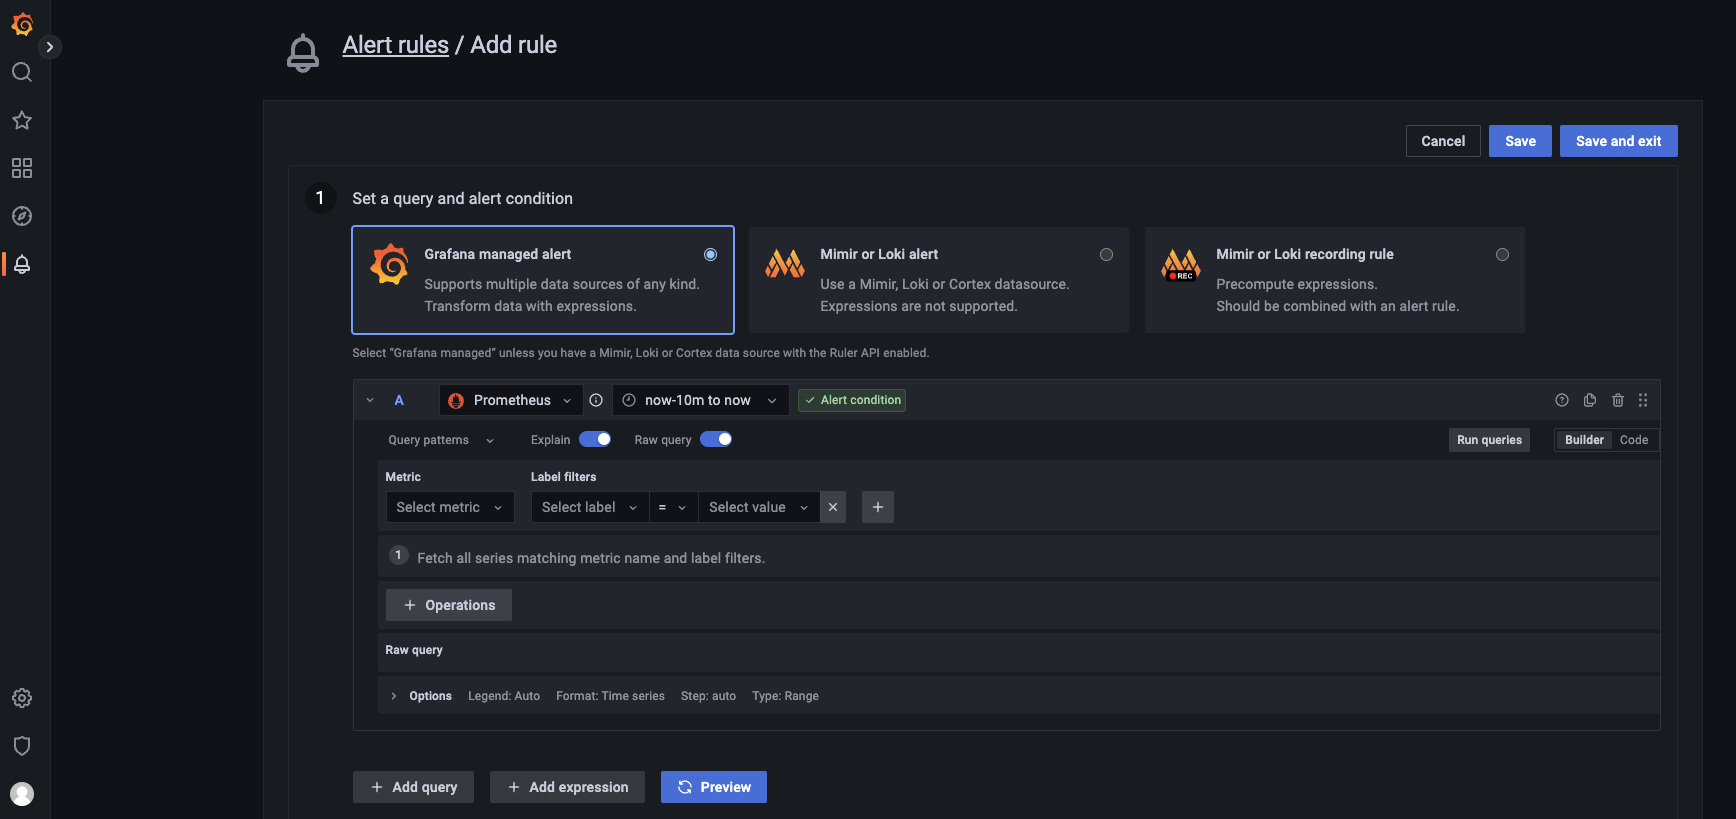 Alert rules / Add rule
Cancel
Save
Save and exit
1
Set a query and alert condition
Grafana managed alert
Supports multiple data sources of any kind.
Transform data with expressions.
Mimir or Loki alert
Use a Mimir, Loki or Cortex datasource.
Expressions are not supported.
REC
Mimir or Loki recording rule
Precompute expressions.
Should be combined with an alert rule.
Select “Grafana managed” unless you have a Mimir, Loki or Cortex data source with the Ruler API enabled.
A
Prometheus
now-10m to now
Alert condition
Query patterns
Explain
Raw query
Run queries
Builder
Code
Metric
Label filters
Select metric
Select label
=
Select value
1
Fetch all series matching metric name and label filters.
+ Operations
Raw query
Options
Legend: Auto
Format: Time series
Step: auto
Type: Range
+ Add query
+ Add expression
Preview